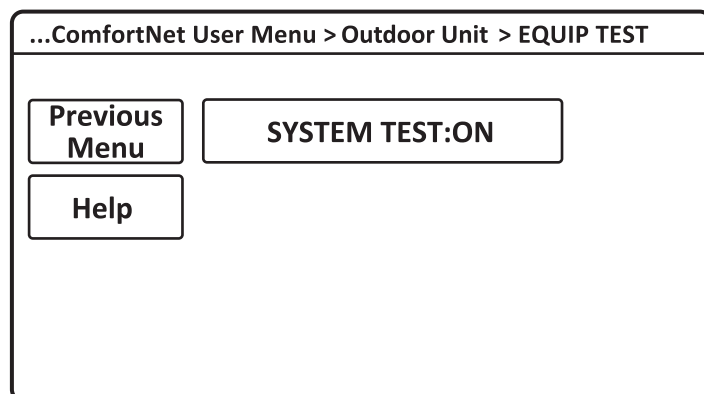 ...ComfortNet User Menu > Outdoor Unit > EQUIP TEST
Previous
Menu
SYSTEM TEST:ON
Help